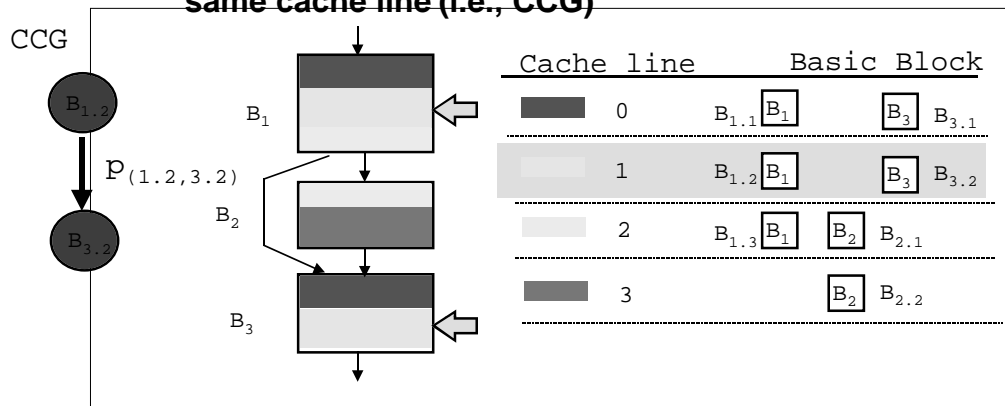 same cache line (i.e., CCG)
CCG
B1.2
p(1.2,3.2)
B3.2
B1
B2
B3
Cache line Basic Block
0 B1.1 B1 B3 B3.1
1 B1.2 B1 B3 B3.2
2 B1.3 B1 B2 B2.1
3 B2 B2.2